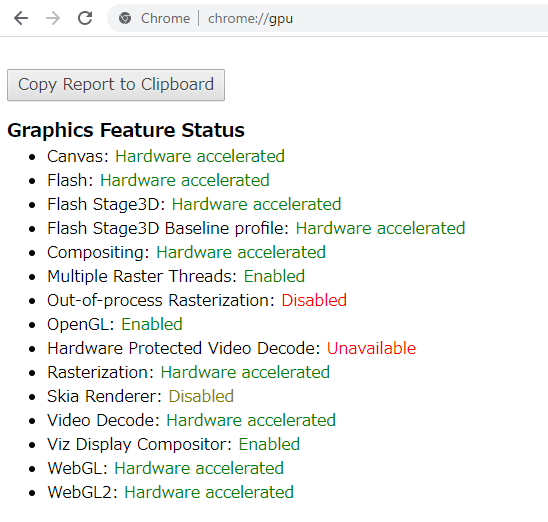 Chrome | chrome://gpu
Copy Report to Clipboard
Graphics Feature Status
Canvas: Hardware accelerated
Flash: Hardware accelerated
Flash Stage3D: Hardware accelerated
Flash Stage3D Baseline profile: Hardware accelerated
Compositing: Hardware accelerated
Multiple Raster Threads: Enabled
Out-of-process Rasterization: Disabled
OpenGL: Enabled
Hardware Protected Video Decode: Unavailable
Rasterization: Hardware accelerated
Skia Renderer: Disabled
Video Decode: Hardware accelerated
Viz Display Compositor: Enabled
WebGL: Hardware accelerated
WebGL2: Hardware accelerated